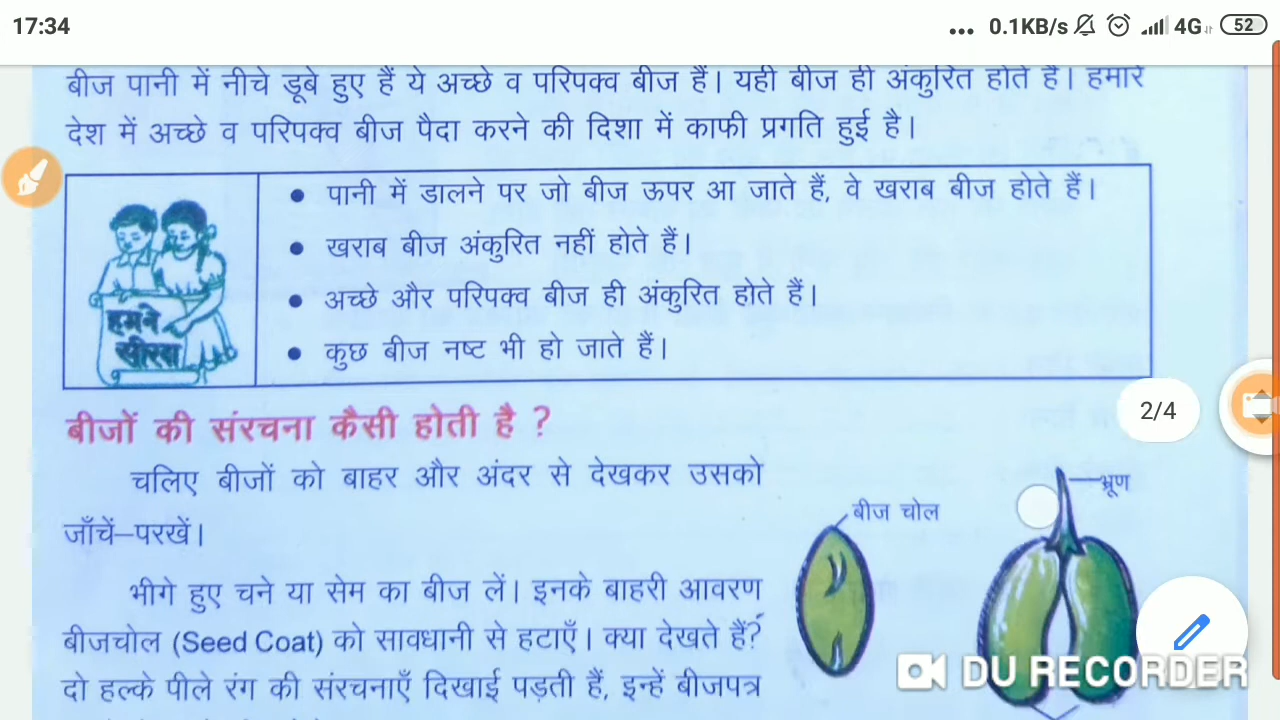 17:34
... 0.1KB/s 4G 52
बीज पानी में नीचे डूबे हुए हैं ये अच्छे व परिपक्व बीज हैं। यही बीज ही अंकुरित होते हैं। हमारे
देश में अच्छे व परिपक्व बीज पैदा करने की दिशा में काफी प्रगति हुई है।
• पानी में डालने पर जो बीज ऊपर आ जाते हैं, वे खराब बीज होते हैं।
• खराब बीज अंकुरित नहीं होते हैं।
• अच्छे और परिपक्व बीज ही अंकुरित होते हैं।
• कुछ बीज नष्ट भी हो जाते हैं।
हमने
सीखा
2/4
बीजों की संरचना कैसी होती है ?
चलिए बीजों को बाहर और अंदर से देखकर उसको
जाँचें–परखें।
भीगे हुए चने या सेम का बीज लें। इनके बाहरी आवरण
बीजचोल (Seed Coat) को सावधानी से हटाएँ। क्या देखते हैं?
दो हल्के पीले रंग की संरचनाएँ दिखाई पड़ती हैं, इन्हें बीजपत्र
बीज चोल
भ्रूण
DU RECORDER